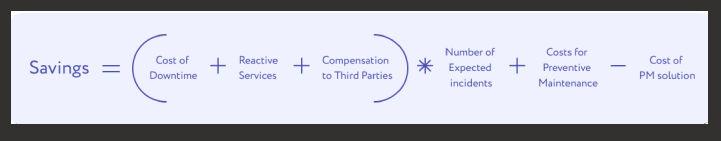 Savings = ( Cost of Downtime + Reactive Services + Compensation to Third Parties ) * Number of Expected incidents + Costs for Preventive Maintenance − Cost of PM solution